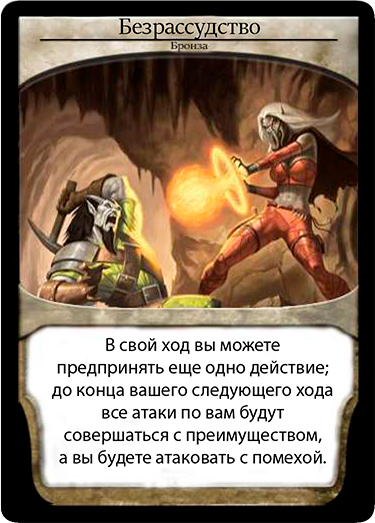 Безрассудство
Бронза
В свой ход вы можете
предпринять еще одно действие;
до конца вашего следующего хода
все атаки по вам будут
совершаться с преимуществом,
а вы будете атаковать с помехой.